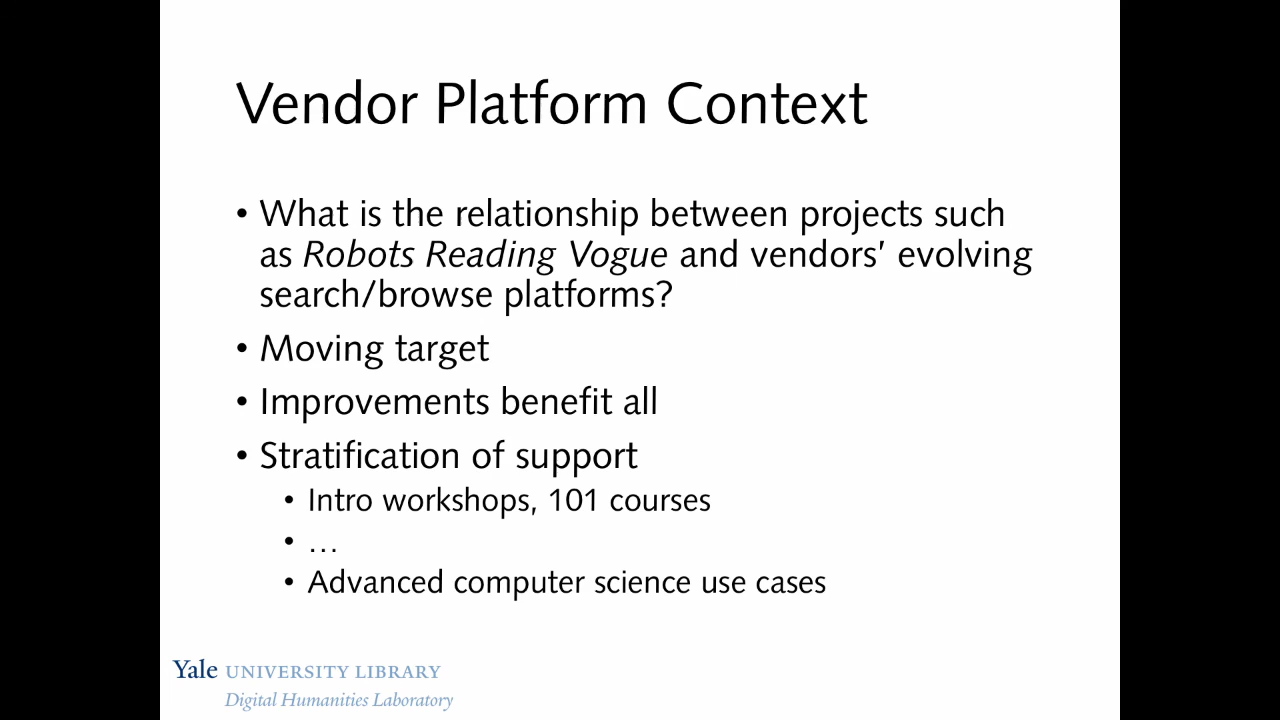 Vendor Platform Context
• What is the relationship between projects such
as Robots Reading Vogue and vendors’ evolving
search/browse platforms?
• Moving target
• Improvements benefit all
• Stratification of support
• Intro workshops, 101 courses
• …
• Advanced computer science use cases
Yale UNIVERSITY LIBRARY
Digital Humanities Laboratory